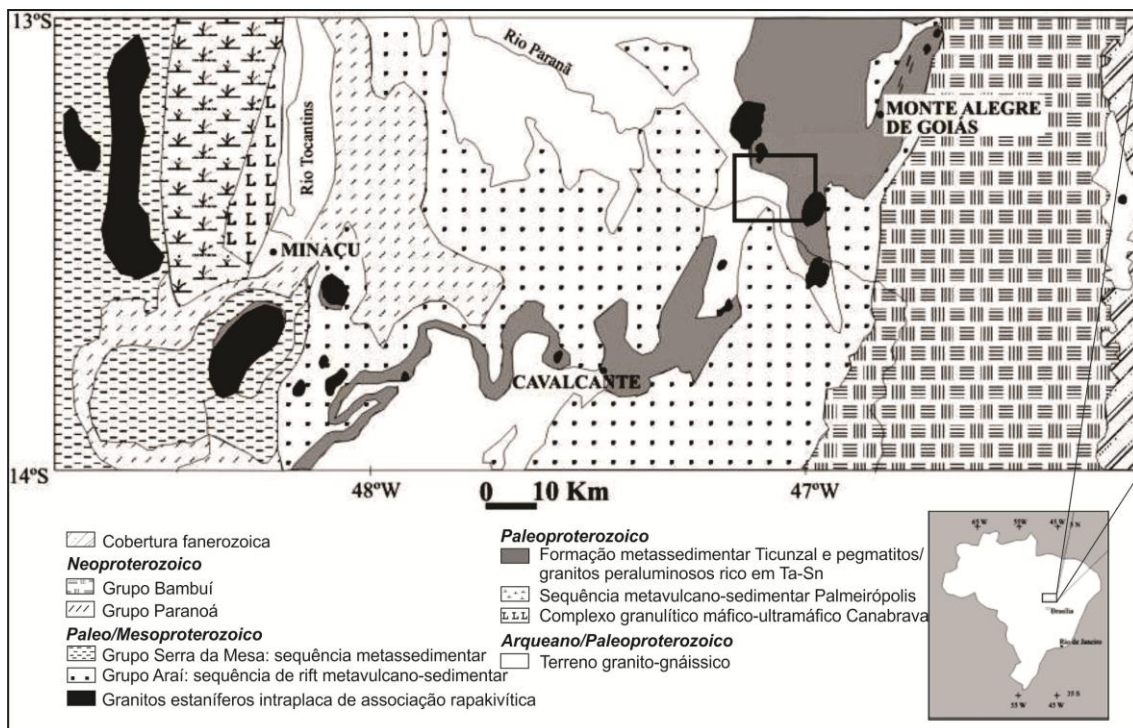 13ºS
Rio Paranã
MONTE ALEGRE
DE GOIÁS
Rio Tocantins
MINAÇU
CAVALCANTE
14ºS
48ºW
0 10 Km
47ºW
Cobertura fanerozoica
Neoproterozoico
Grupo Bambuí
Grupo Paranoá
Paleo/Mesoproterozoico
Grupo Serra da Mesa: sequência metassedimentar
Grupo Araí: sequência de rift metavulcano-sedimentar
Granitos estaníferos intraplaca de associação rapakivítica
Paleoproterozoico
Formação metassedimentar Ticunzal e pegmatitos/
granitos peraluminosos rico em Ta-Sn
Sequência metavulcano-sedimentar Palmeirópolis
Complexo granulítico máfico-ultramáfico Canabrava
Arqueano/Paleoproterozoico
Terreno granito-gnáissico
65 W 55W 45 W 5 N
Brasília
Rio de Janeiro
35 S
55 W 45 W